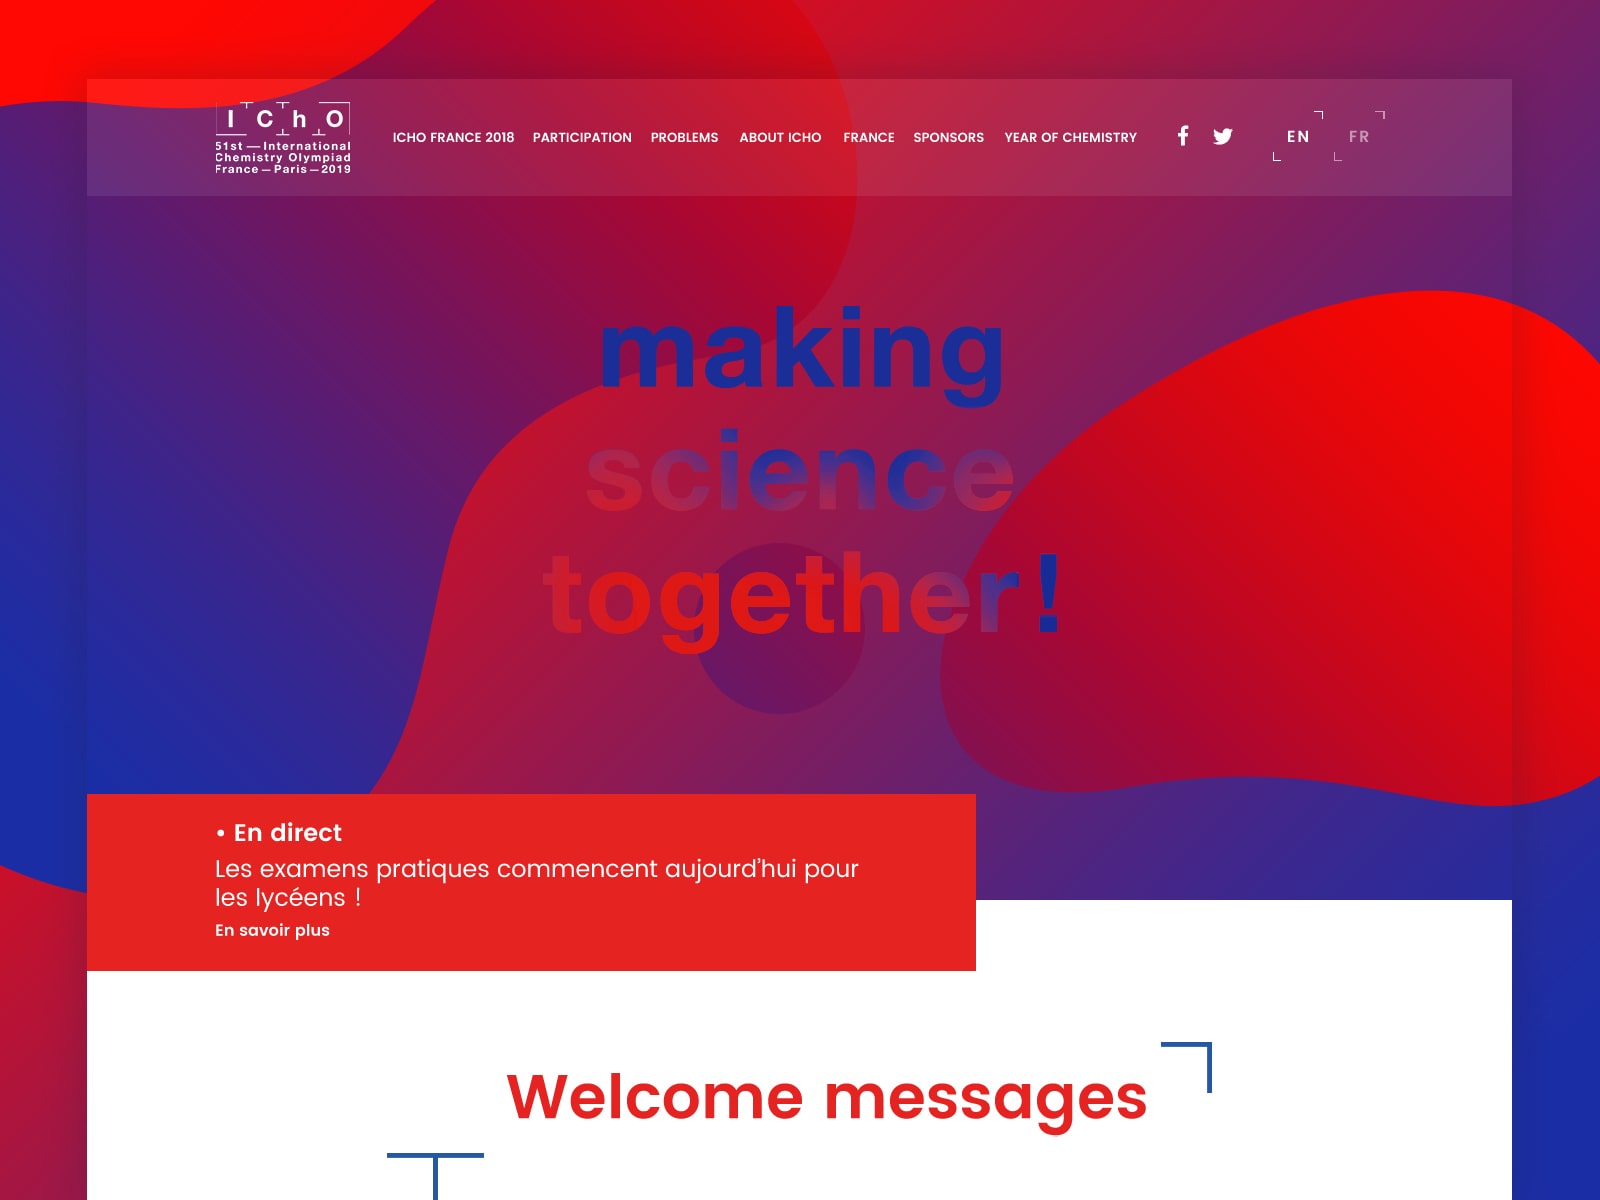 I C h O
51st — International
Chemistry Olympiad
France — Paris — 2019
ICHO FRANCE 2018 PARTICIPATION PROBLEMS ABOUT ICHO FRANCE SPONSORS YEAR OF CHEMISTRY EN FR
making
science
together !
• En direct
Les examens pratiques commencent aujourd’hui pour
les lycéens !
En savoir plus
Welcome messages